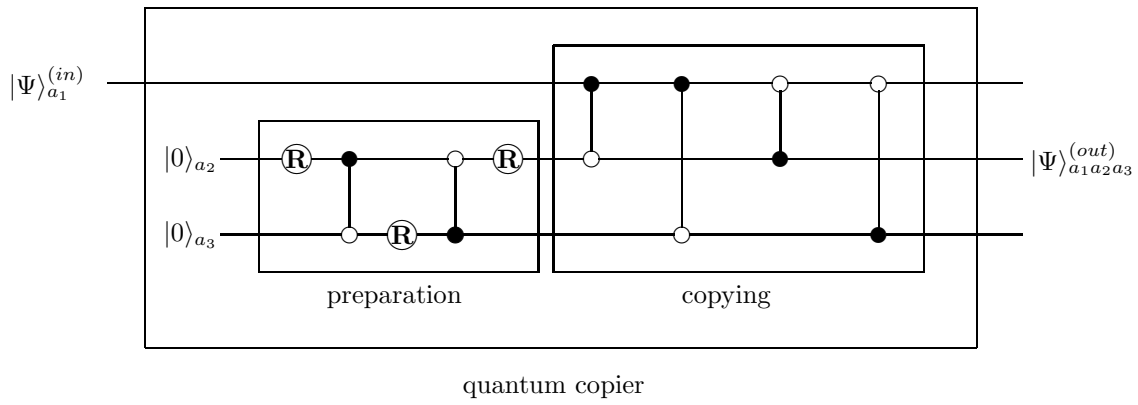 |Ψ⟩_{a_1}^{(in)}
|0⟩_{a_2} R R |Ψ⟩_{a_1a_2a_3}^{(out)}
|0⟩_{a_3} R
preparation copying
quantum copier